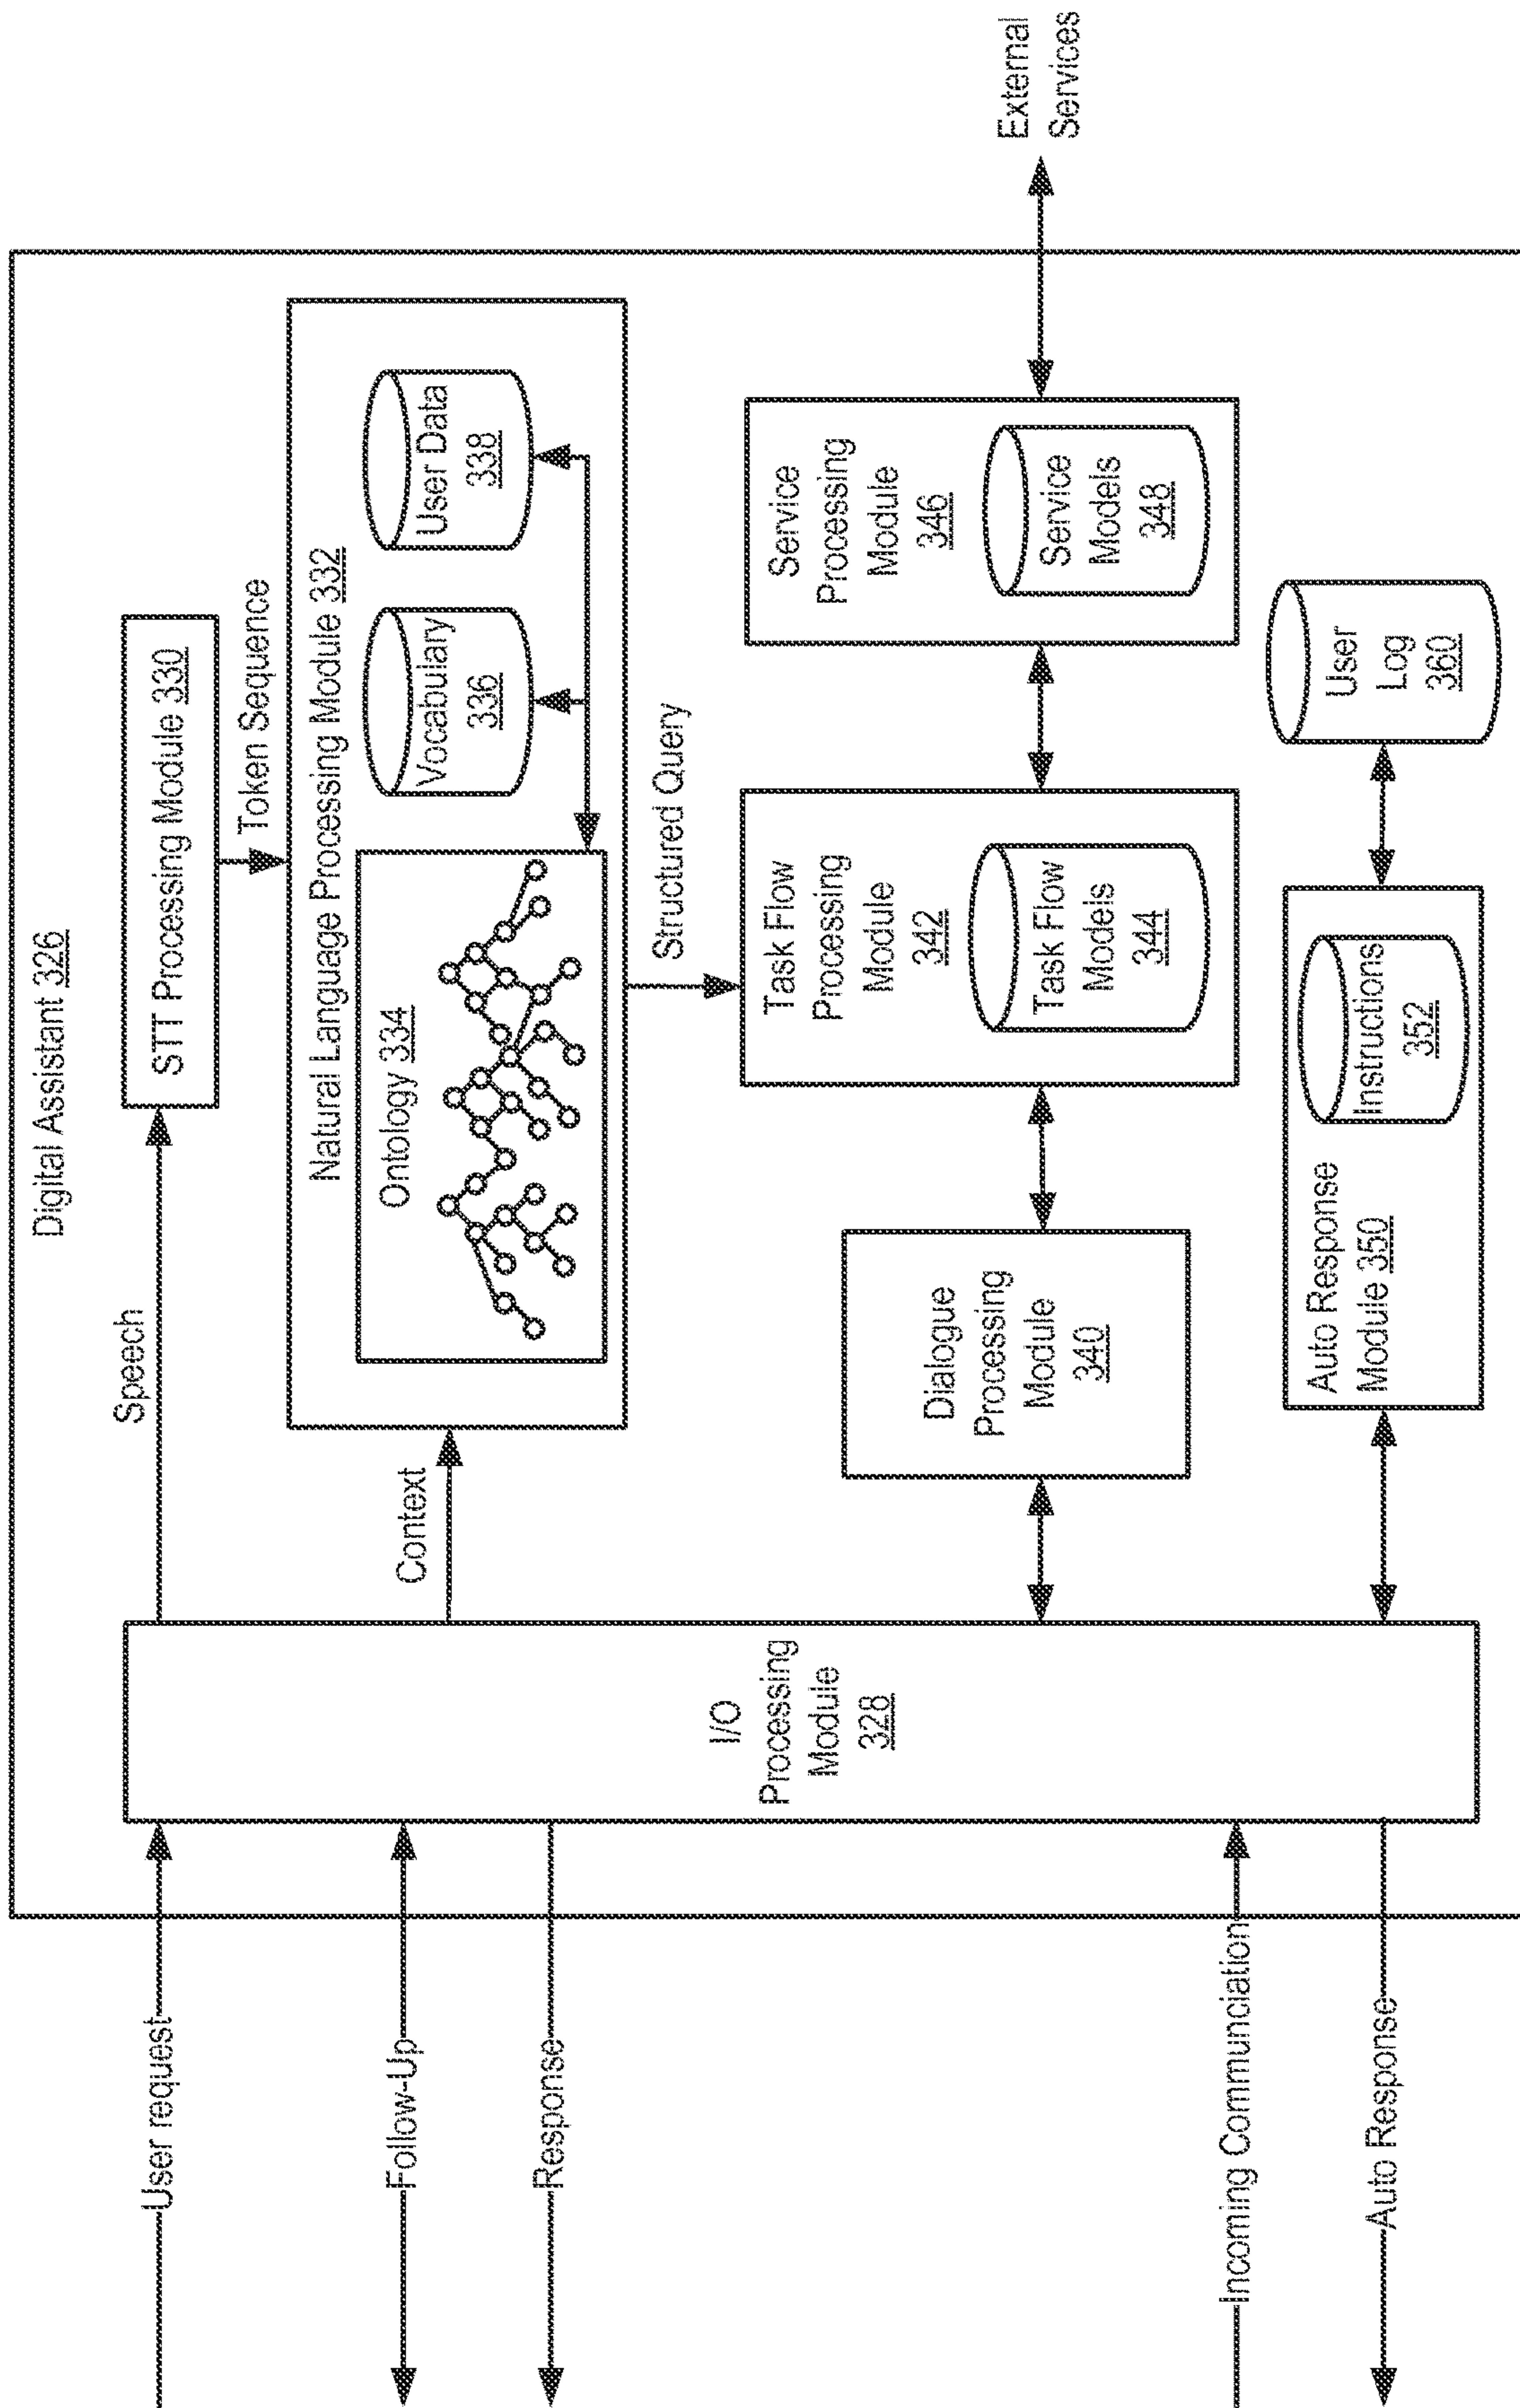 Digital Assistant 326
User request
Follow-Up
Response
Incoming Communciation
Auto Response
I/O
Processing
Module
328
Speech
STT Processing Module 330
Token Sequence
Context
Natural Language Processing Module 332
Ontology 334
Vocabulary
336
User Data
338
Structured Query
Dialogue
Processing
Module
340
Task Flow
Processing
Module
342
Task Flow
Models
344
Service
Processing
Module
346
Service
Models
348
External
Services
Auto Response
Module 350
Instructions
352
User
Log
360